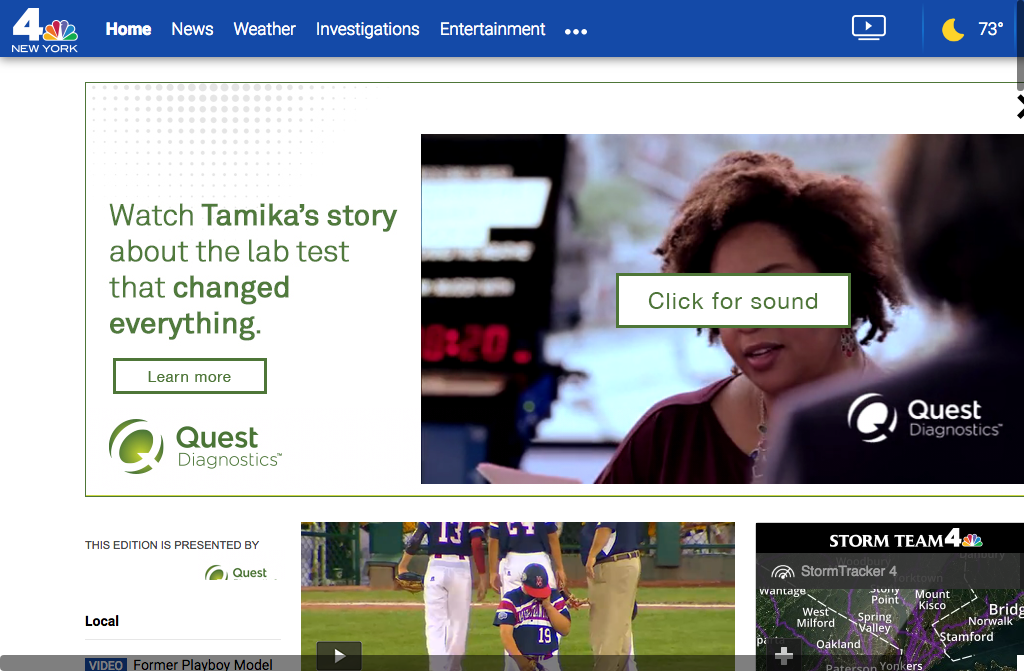 4
NEW YORK
Home
News
Weather
Investigations
Entertainment
73°
Watch Tamika's story
about the lab test
that changed
everything.
Learn more
Quest
Diagnostics™
8:20
Click for sound
Quest
Diagnostics™
THIS EDITION IS PRESENTED BY
Quest
Local
VIDEO Former Playboy Model
13
24
19
STORM TEAM 4
StormTracker 4
Danbury
Yorktown
Wantage
Stony
Point
Mount
Kisco
West
Milford
Spring
Valley
Bridg
Norwalk
Stamford
Oakland
Paterson
Yonkers